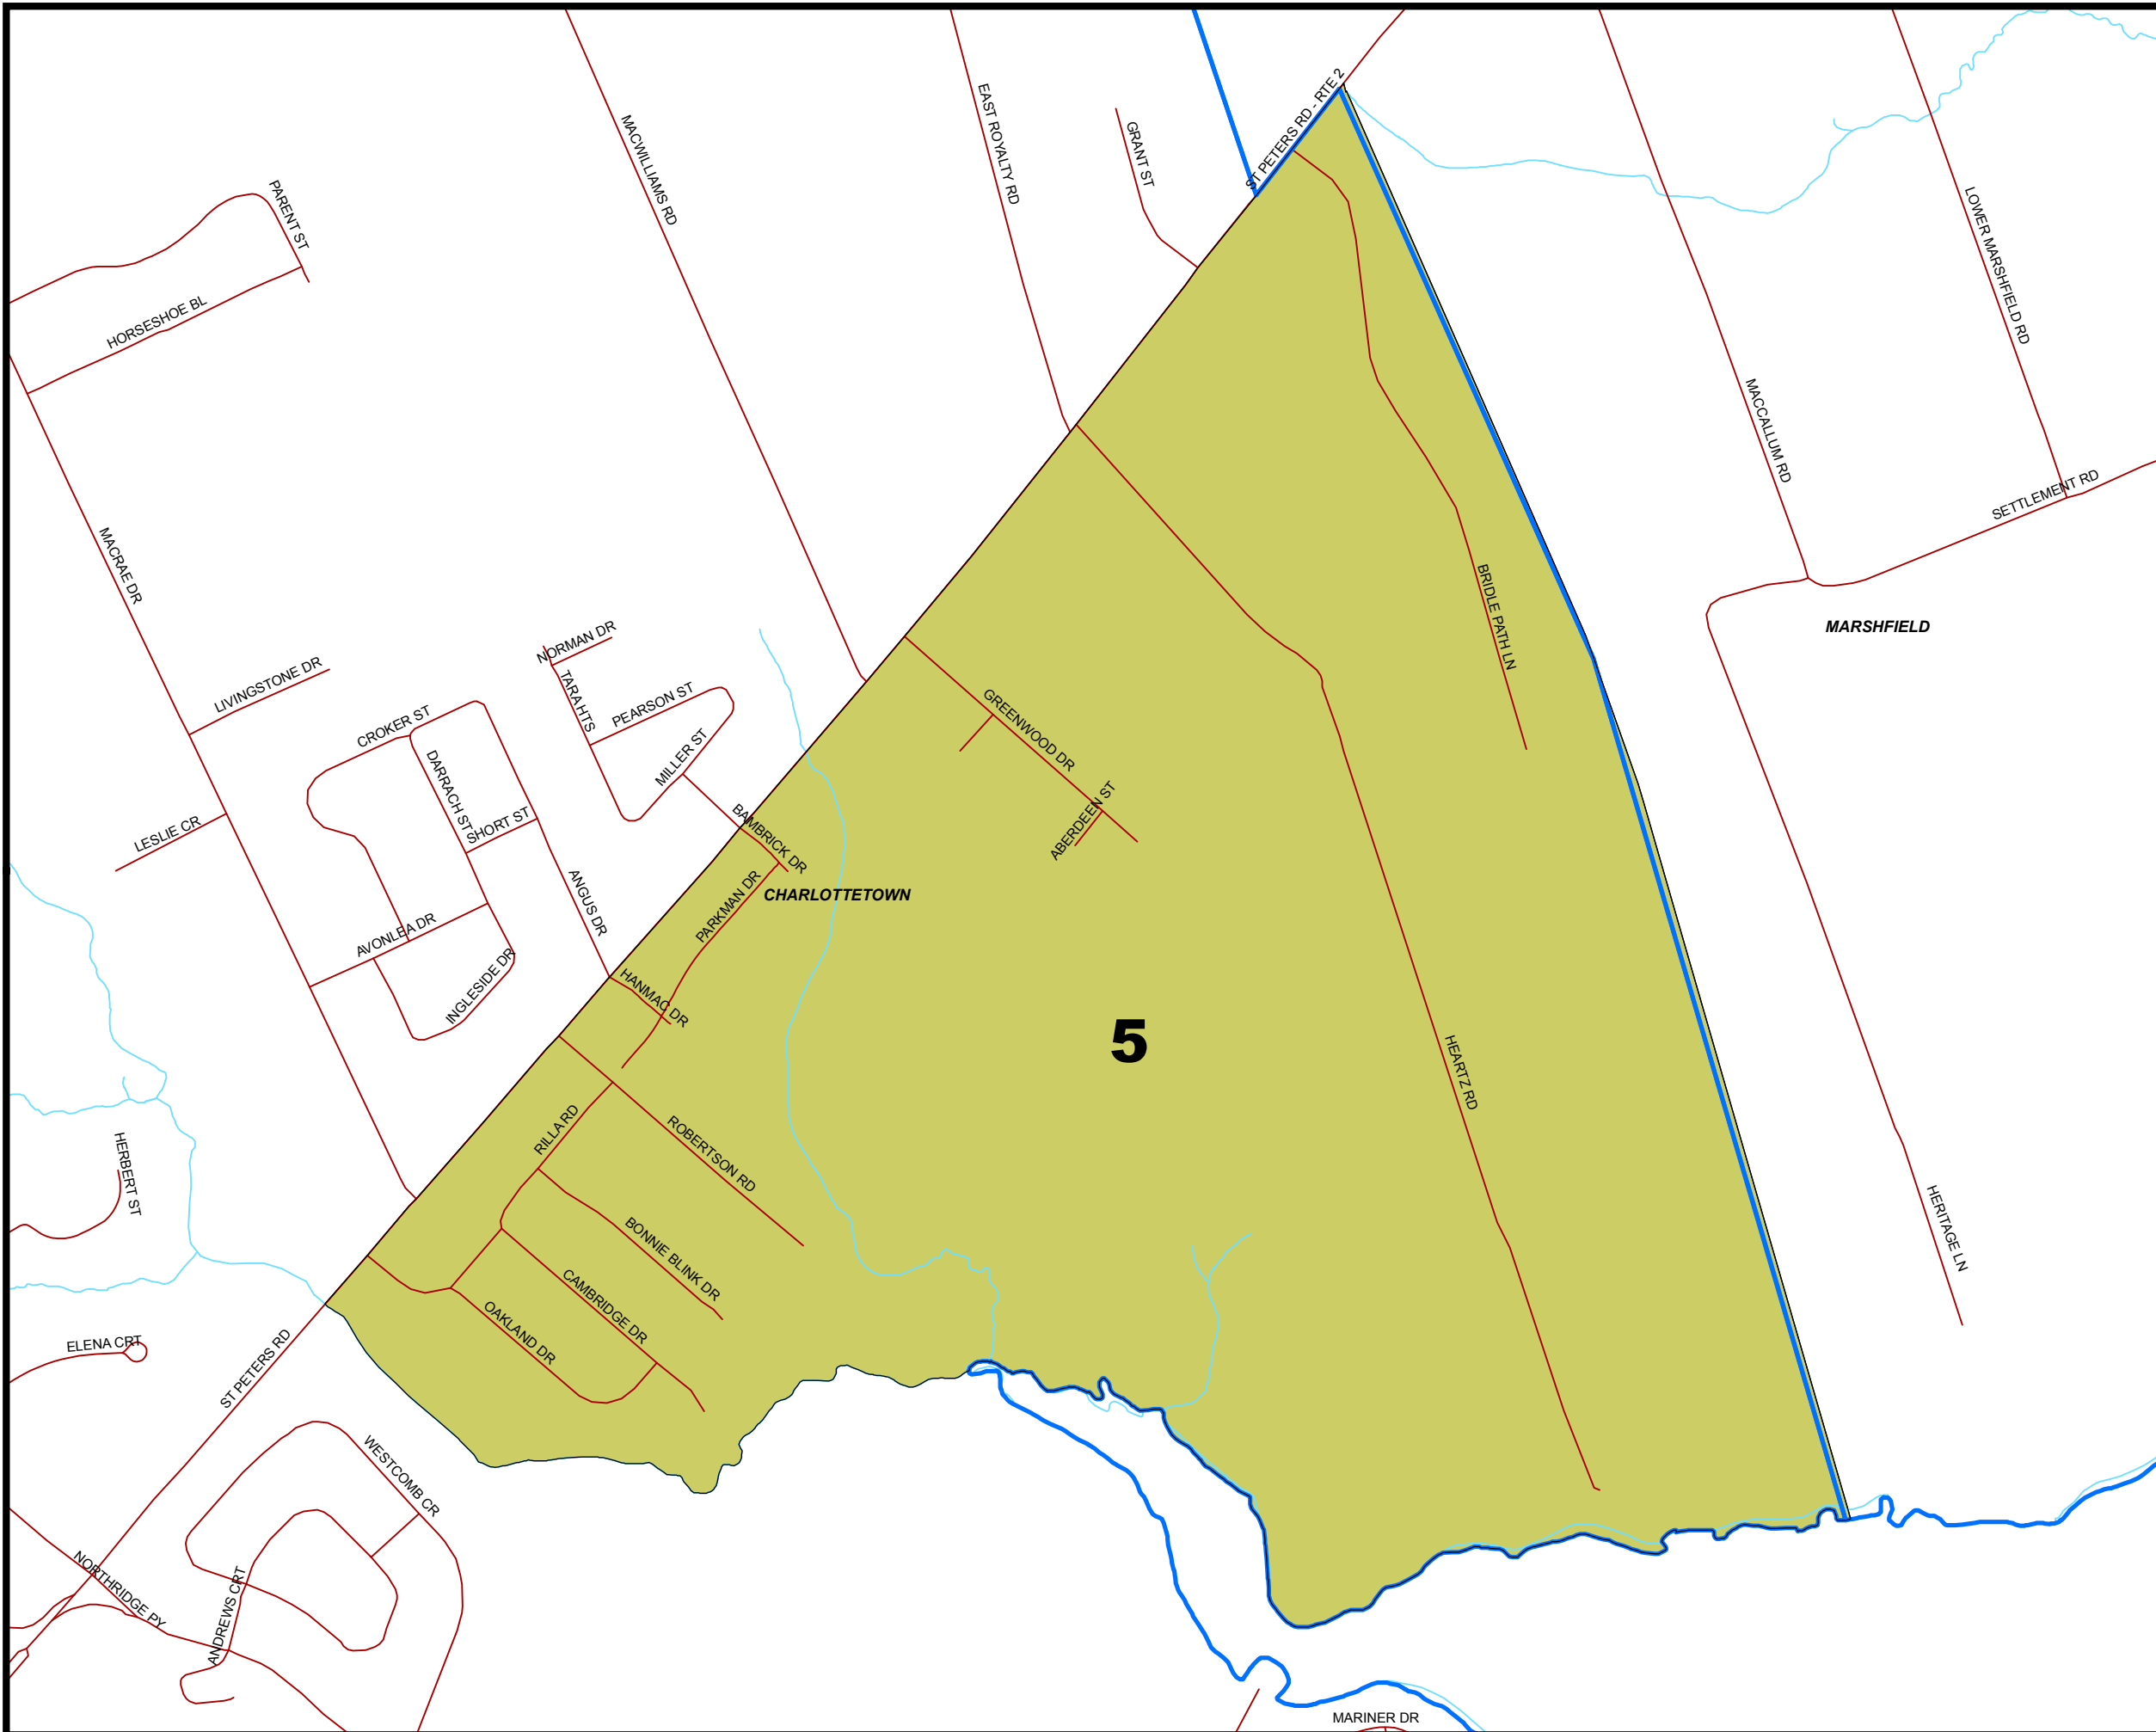 ST PETERS RD - RTE 2
EAST ROYALTY RD
GRANT ST
MACWILLIAMS RD
PARENT ST
HORSESHOE BL
LOWER MARSHFIELD RD
MACCALLUM RD
SETTLEMENT RD
MACRAE DR
BRIDLE PATH LN
MARSHFIELD
NORMAN DR
LIVINGSTONE DR
TARA HTS
PEARSON ST
CROKER ST
GREENWOOD DR
DARRACH ST
MILLER ST
SHORT ST
LESLIE CR
BAMBRICK DR
ABERDEEN ST
ANGUS DR
PARKMAN DR
CHARLOTTETOWN
AVONLEA DR
INGLESIDE DR
HANMAC DR
5
HEARTZ RD
RILLA RD
ROBERTSON RD
HERBERT ST
BONNIE BLINK DR
HERITAGE LN
CAMBRIDGE DR
OAKLAND DR
ELENA CRT
ST PETERS RD
WESTCOMB CR
NORTHRIDGE PY
ANDREWS CRT
MARINER DR